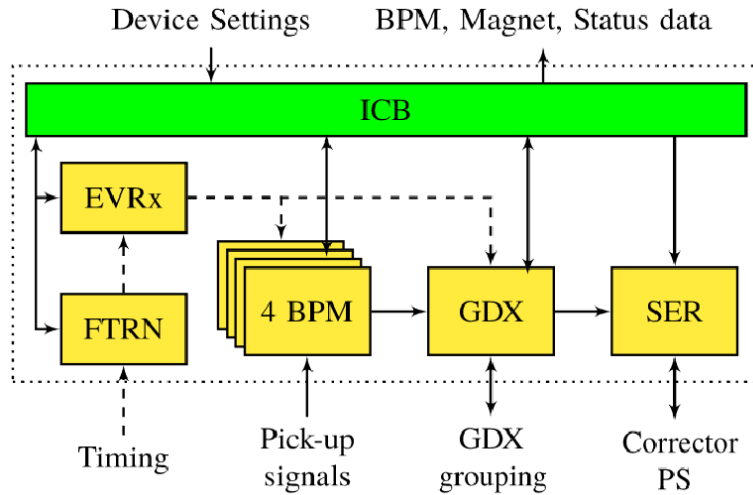 Device Settings
BPM, Magnet, Status data
ICB
EVRx
FTRN
4 BPM
GDX
SER
Timing
Pick-up
signals
GDX
grouping
Corrector
PS